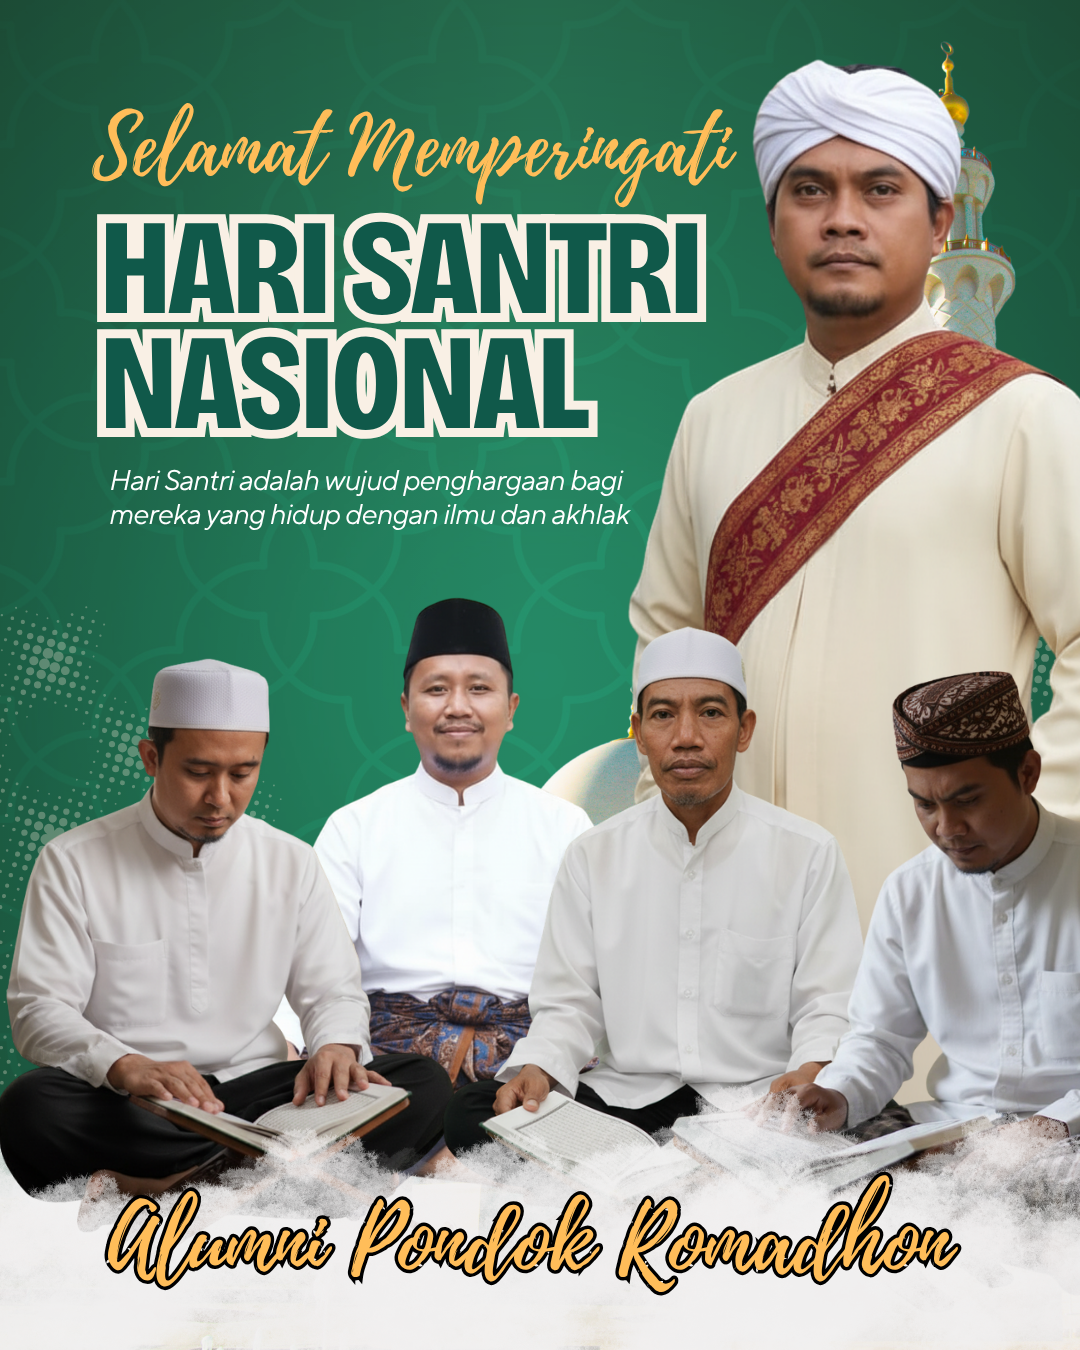 Selamat Memperingati
HARI SANTRI
NASIONAL
Hari Santri adalah wujud penghargaan bagi
mereka yang hidup dengan ilmu dan akhlak
Alumni Pondok Romadhon